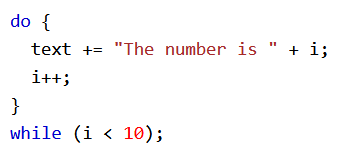 do {
  text += "The number is " + i;
  i++;
}
while (i < 10);